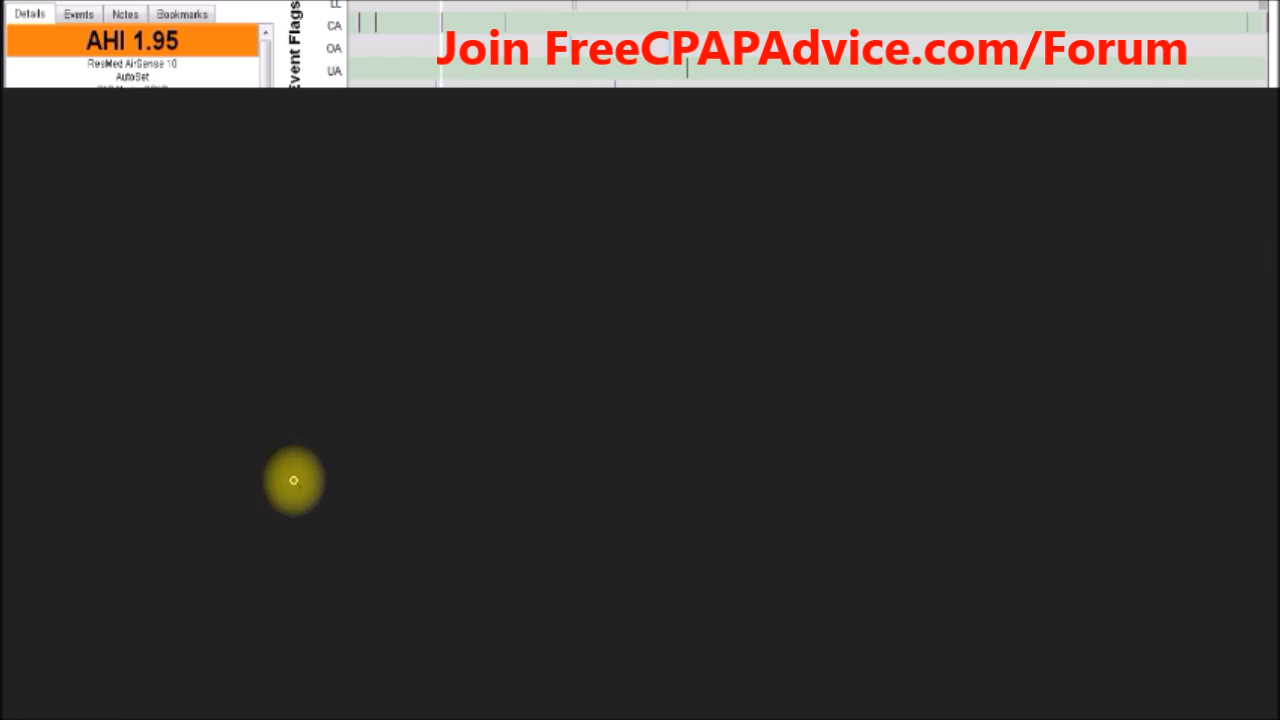 Details Events Notes Bookmarks
AHI 1.95
ResMed AirSense 10
AutoSet
Event Flags
LL
CA
OA
UA
Join FreeCPAPAdvice.com/Forum